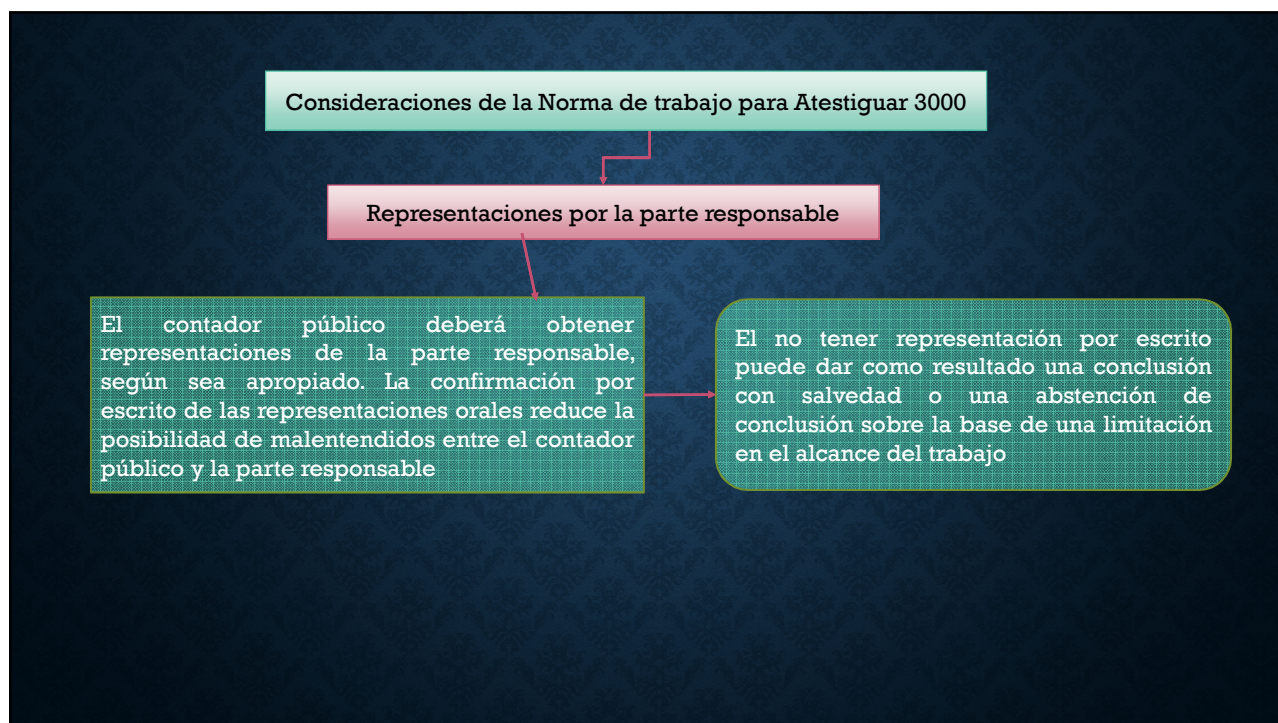 Consideraciones de la Norma de trabajo para Atestiguar 3000
Representaciones por la parte responsable
El contador público deberá obtener
representaciones de la parte responsable,
según sea apropiado. La confirmación por
escrito de las representaciones orales reduce la
posibilidad de malentendidos entre el contador
público y la parte responsable
El no tener representación por escrito
puede dar como resultado una conclusión
con salvedad o una abstención de
conclusión sobre la base de una limitación
en el alcance del trabajo